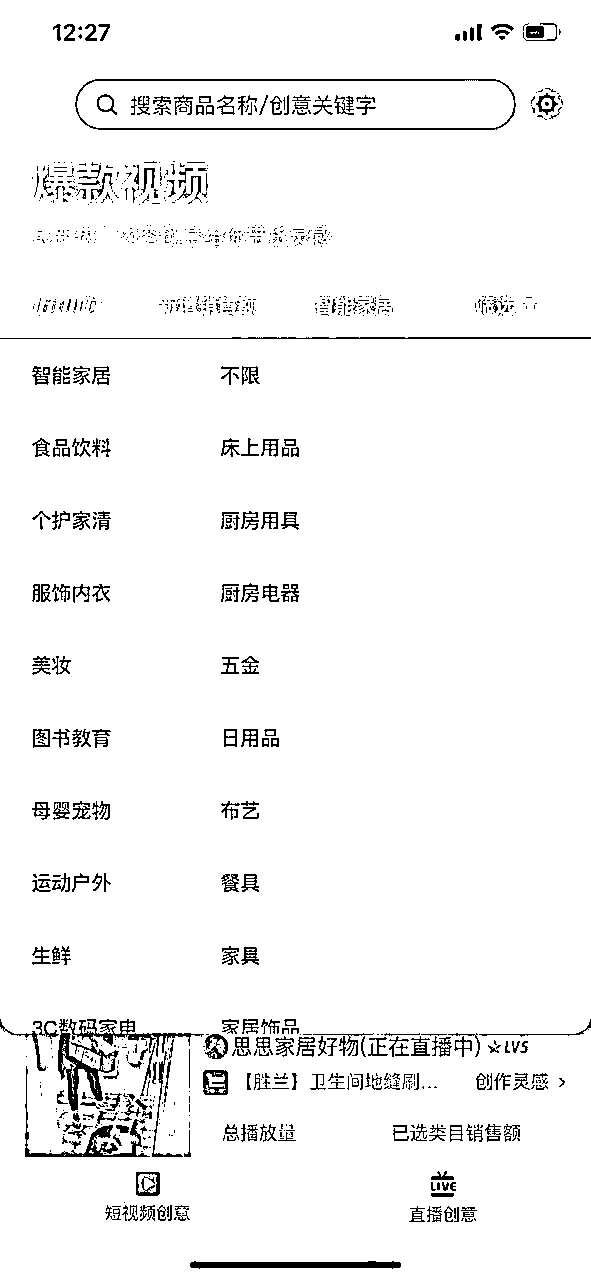 12:27
搜索商品名称/创意关键字
爆款视频
智能家居 筛选
智能家居 不限
食品饮料 床上用品
个护家清 厨房用具
服饰内衣 厨房电器
美妆 五金
图书教育 日用品
母婴宠物 布艺
运动户外 餐具
生鲜 家具
3C数码家电 家居饰品
思思家居好物(正在直播中) LV5
【胜兰】卫生间地缝刷... 创作灵感 >
总播放量 已选类目销售额
LIVE
短视频创意 直播创意